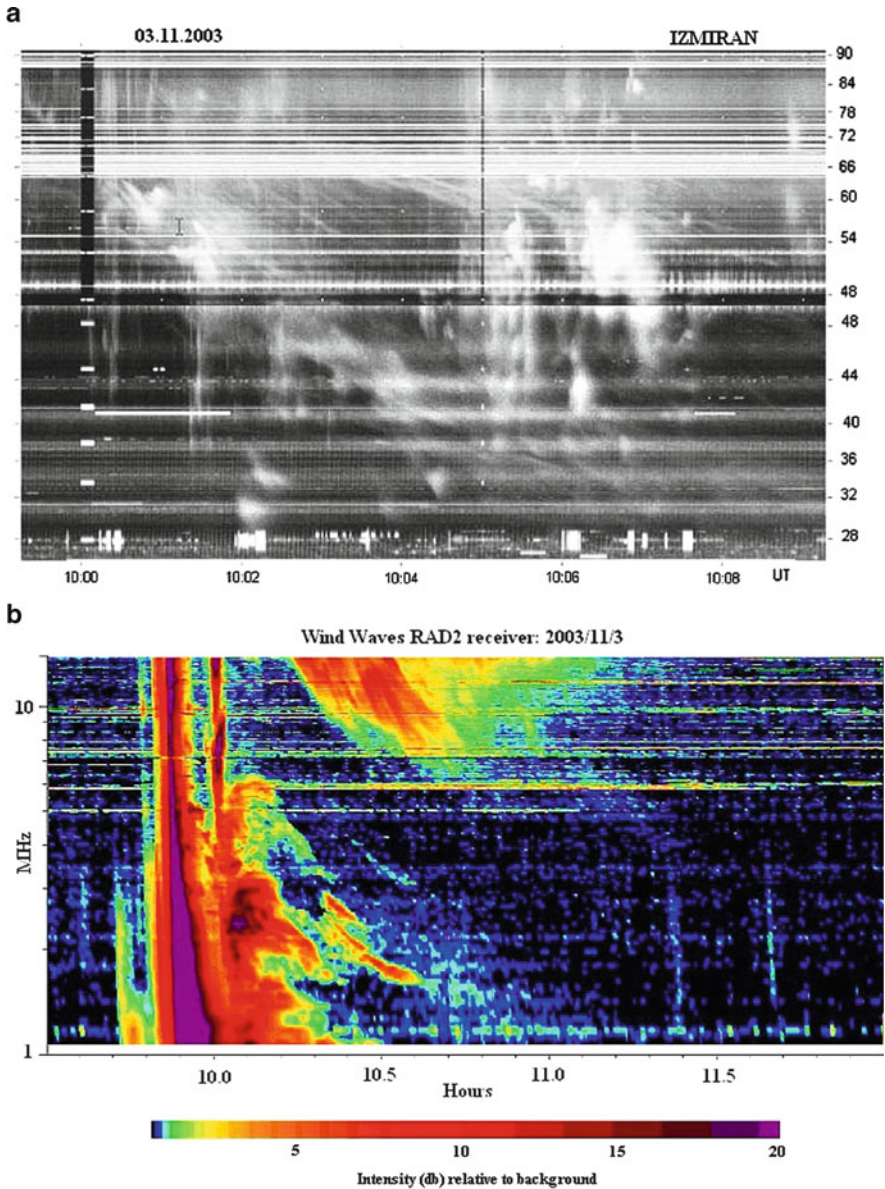 a
03.11.2003 IZMIRAN
90
84
78
72
66
60
54
48
48
44
40
36
32
28
10:00 10:02 10:04 10:06 10:08 UT
b
Wind Waves RAD2 receiver: 2003/11/3
10
MHz
1
10.0 10.5 11.0 11.5
Hours
5 10 15 20
Intensity (db) relative to background